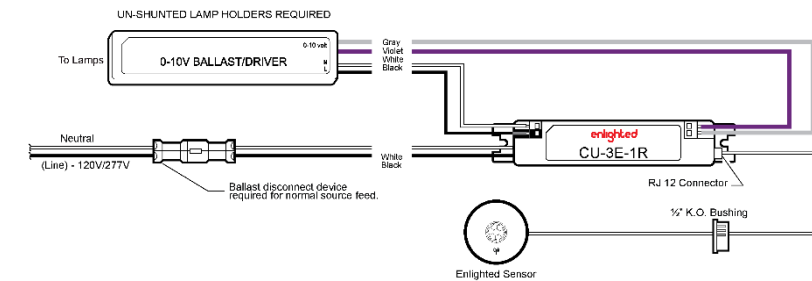 UN-SHUNTED LAMP HOLDERS REQUIRED
To Lamps
0-10V BALLAST/DRIVER
0-10 volt
N
L
Gray
Violet
White
Black
Neutral
(Line) - 120V/277V
White
Black
enlighted
CU-3E-1R
RJ 12 Connector
Ballast disconnect device
required for normal source feed.
½" K.O. Bushing
Enlighted Sensor